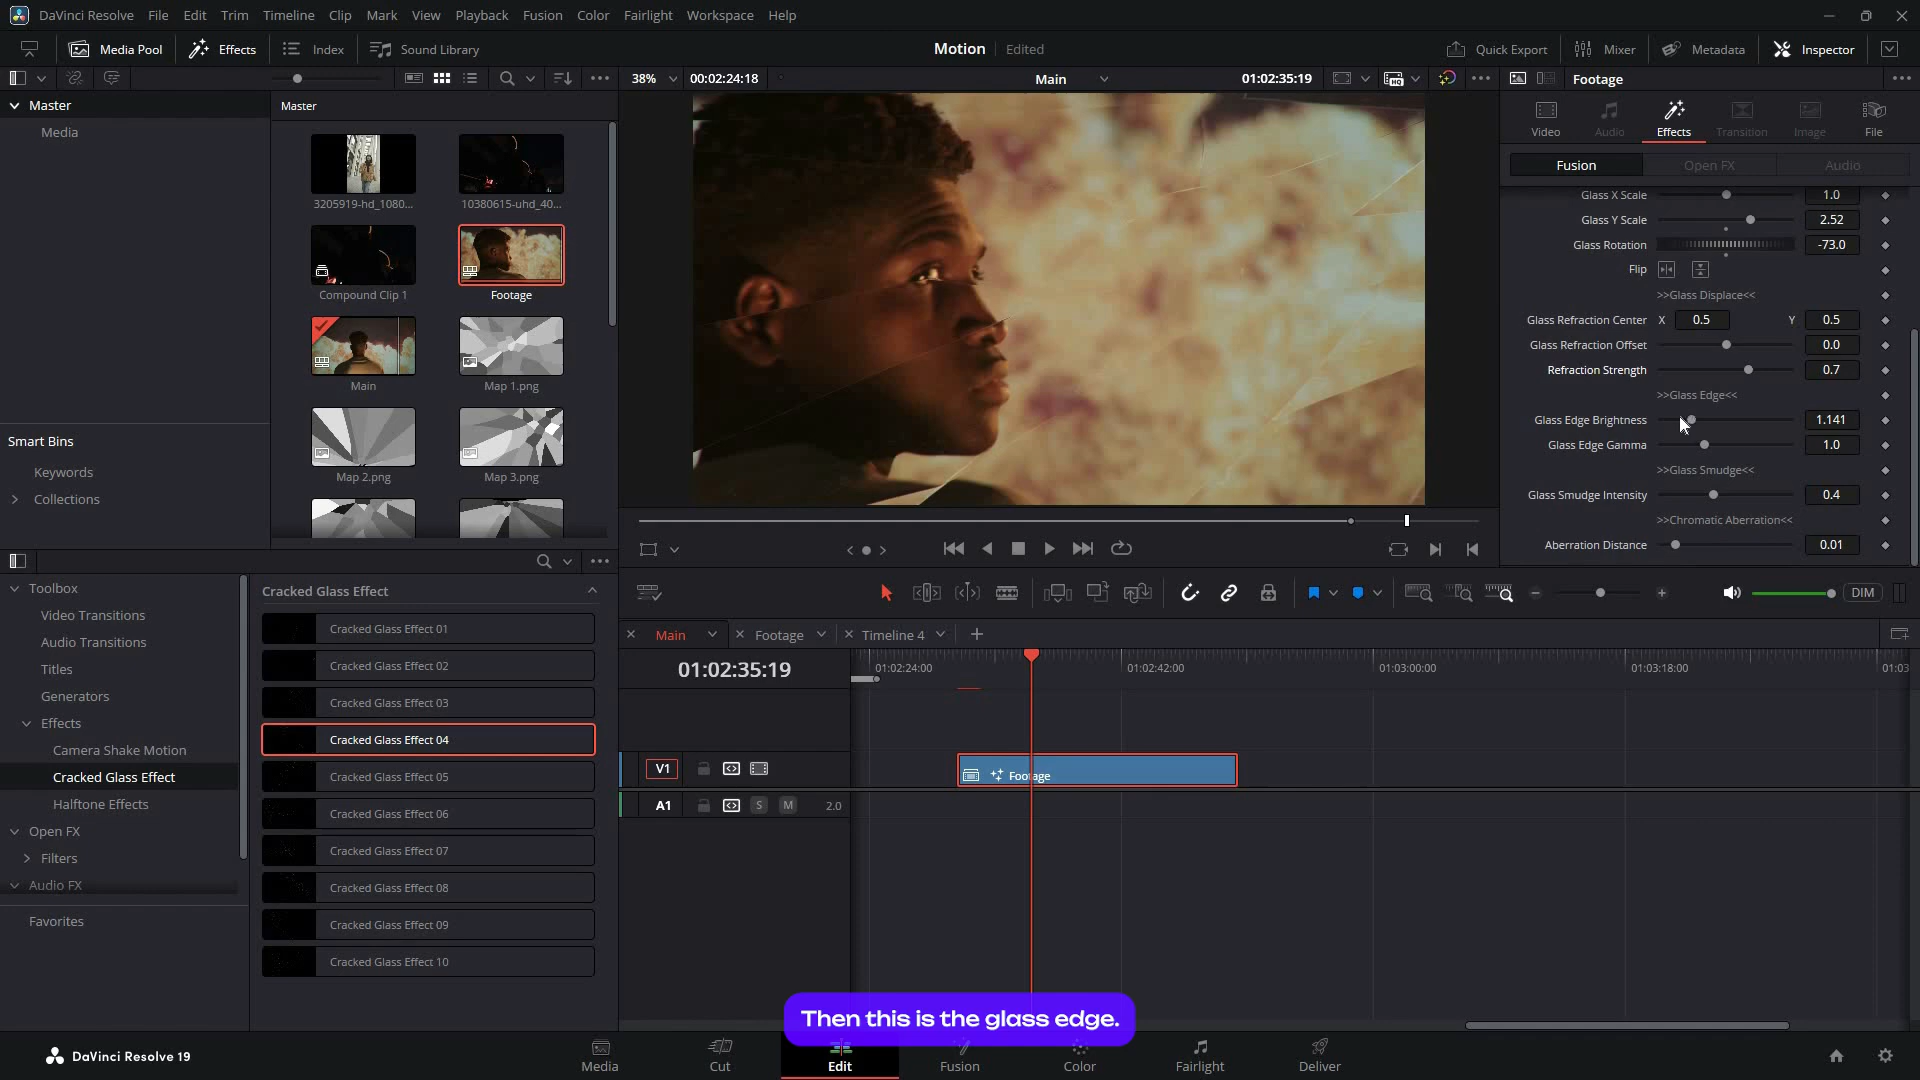 DaVinci Resolve File Edit Trim Timeline Clip Mark View Playback Fusion Color Fairlight Workspace Help
Media Pool Effects Index Sound Library Motion Edited Quick Export Mixer Metadata Inspector
38% 00:02:24:18 Main 01:02:35:19 Footage
Master
Media
Smart Bins
Keywords
Collections
Master
3205919-hd_1080...
10380615-uhd_40...
Compound Clip 1
Footage
Main
Map 1.png
Map 2.png
Map 3.png
Video Audio Effects Transition Image File
Fusion Open FX Audio
Glass X Scale 1.0
Glass Y Scale 2.52
Glass Rotation -73.0
Flip
>>Glass Displace<<
Glass Refraction Center X 0.5 Y 0.5
Glass Refraction Offset 0.0
Refraction Strength 0.7
>>Glass Edge<<
Glass Edge Brightness 1.141
Glass Edge Gamma 1.0
>>Glass Smudge<<
Glass Smudge Intensity 0.4
>>Chromatic Aberration<<
Aberration Distance 0.01
Toolbox
Video Transitions
Audio Transitions
Titles
Generators
Effects
Camera Shake Motion
Cracked Glass Effect
Halftone Effects
Open FX
Filters
Audio FX
Favorites
Cracked Glass Effect
Cracked Glass Effect 01
Cracked Glass Effect 02
Cracked Glass Effect 03
Cracked Glass Effect 04
Cracked Glass Effect 05
Cracked Glass Effect 06
Cracked Glass Effect 07
Cracked Glass Effect 08
Cracked Glass Effect 09
Cracked Glass Effect 10
DIM
Main Footage Timeline 4
01:02:35:19 01:02:24:00 01:02:42:00 01:03:00:00 01:03:18:00 01:03
V1 Footage
A1 S M 2.0
Then this is the glass edge.
DaVinci Resolve 19 Media Cut Edit Fusion Color Fairlight Deliver